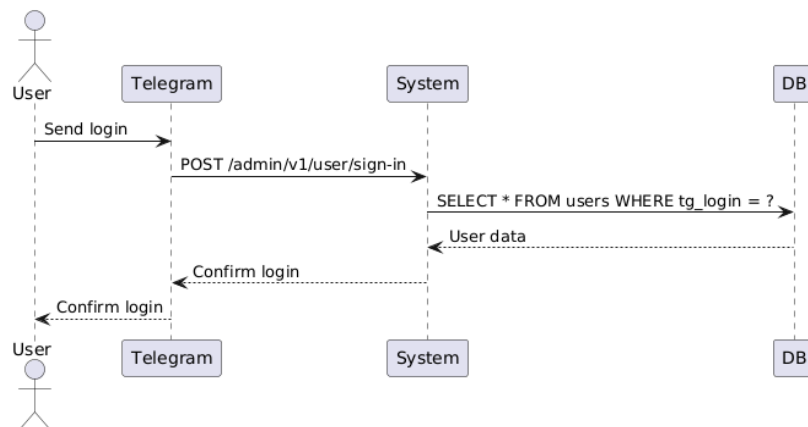 User
Telegram
System
DB
Send login
POST /admin/v1/user/sign-in
SELECT * FROM users WHERE tg_login = ?
User data
Confirm login
Confirm login
User
Telegram
System
DB